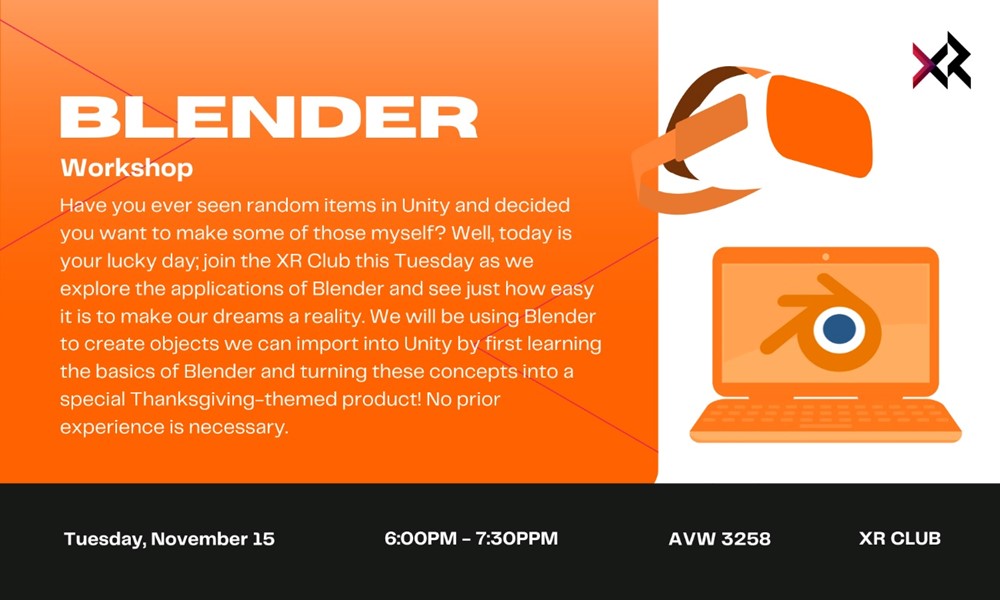 XR
BLENDER
Workshop
Have you ever seen random items in Unity and decided
you want to make some of those myself? Well, today is
your lucky day; join the XR Club this Tuesday as we
explore the applications of Blender and see just how easy
it is to make our dreams a reality. We will be using Blender
to create objects we can import into Unity by first learning
the basics of Blender and turning these concepts into a
special Thanksgiving-themed product! No prior
experience is necessary.
Tuesday, November 15
6:00PM - 7:30PPM
AVW 3258
XR CLUB